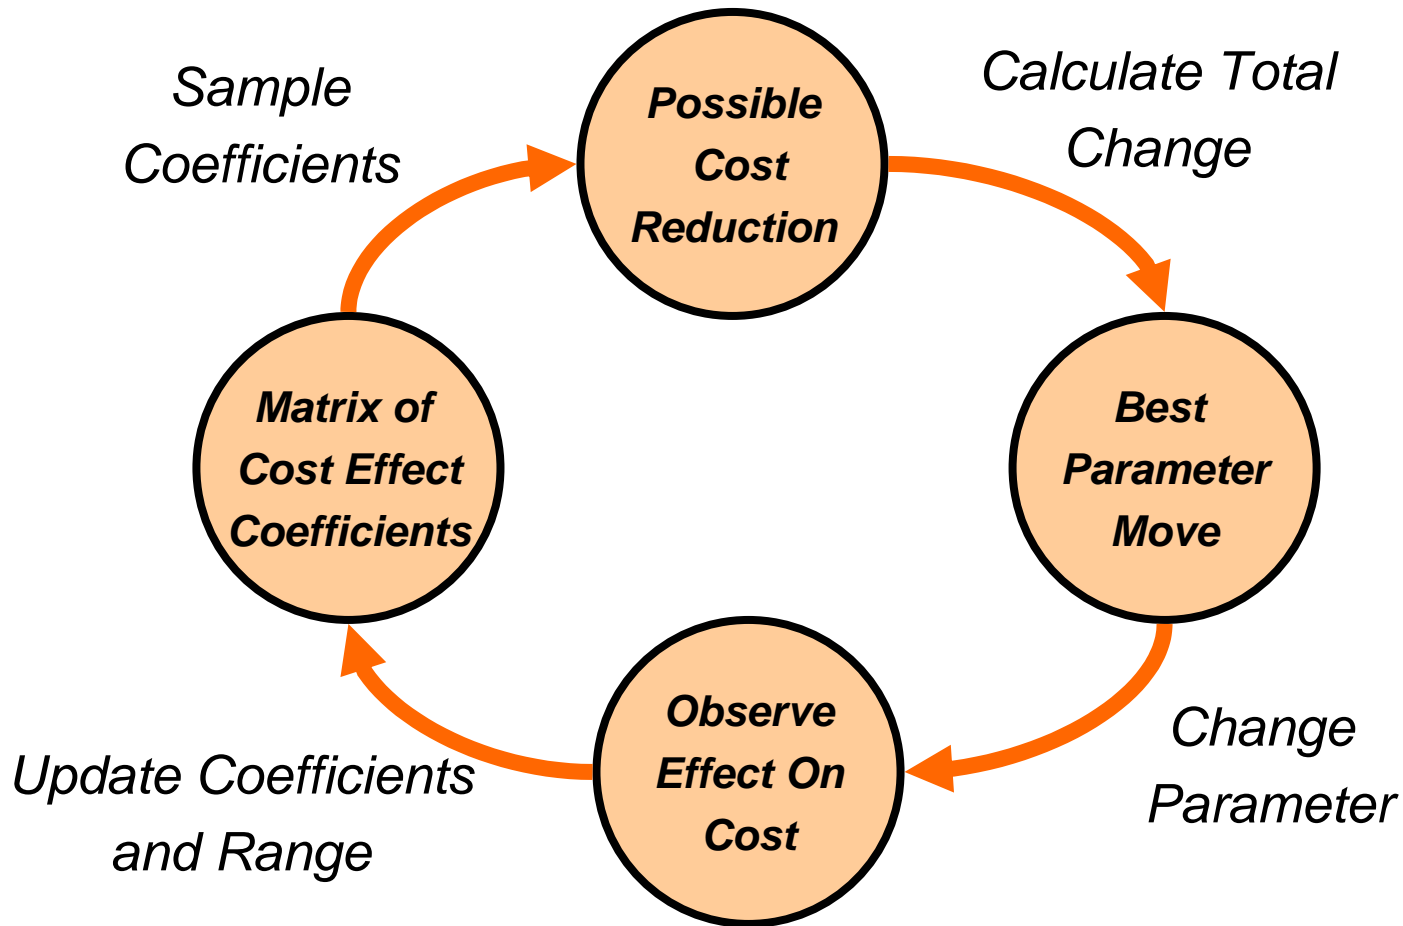 Sample
Coefficients
Possible
Cost
Reduction
Calculate Total
Change
Matrix of
Cost Effect
Coefficients
Best
Parameter
Move
Observe
Effect On
Cost
Update Coefficients
and Range
Change
Parameter